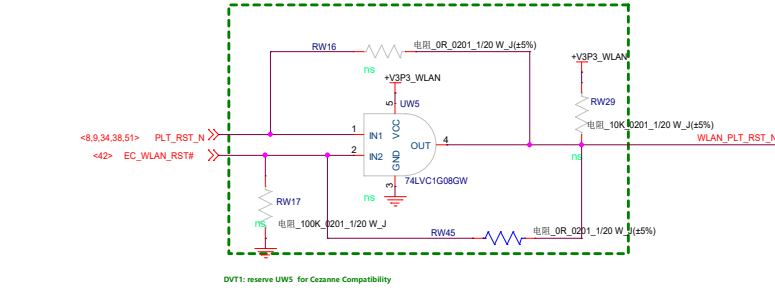 RW16
电阻_0R_0201_1/20 W_J(±5%)
ns
+V3P3_WLAN
+V3P3_WLAN
5
UW5
RW29
电阻_10K_0201_1/20 W_J(±5%)
ns
<8,9,34,38,51>
PLT_RST_N
1
IN1
VCC
OUT
4
WLAN_PLT_RST_N
<42>
EC_WLAN_RST#
2
IN2
GND
3
74LVC1G08GW
ns
RW17
电阻_100K_0201_1/20 W_J
ns
RW45
电阻_0R_0201_1/20 W_J(±5%)
DVT1: reserve UW5 for Cezanne Compatibility